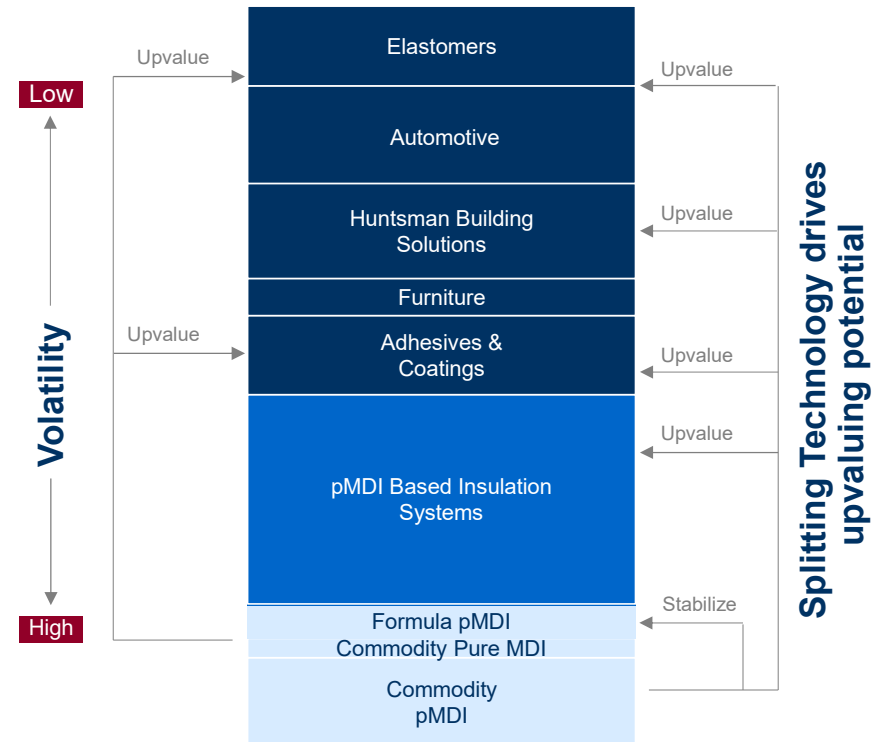 Elastomers
Upvalue
Upvalue
Low
Automotive
Huntsman Building
Solutions
Upvalue
Furniture
Upvalue
Adhesives &
Coatings
Upvalue
Upvalue
pMDI Based Insulation
Systems
Volatility
Splitting Technology drives
upvaluing potential
Stabilize
High
Formula pMDI
Commodity Pure MDI
Commodity
pMDI